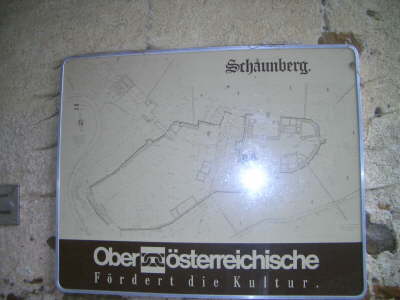 Schaunberg.
Oberösterreichische
Fördert die Kultur.